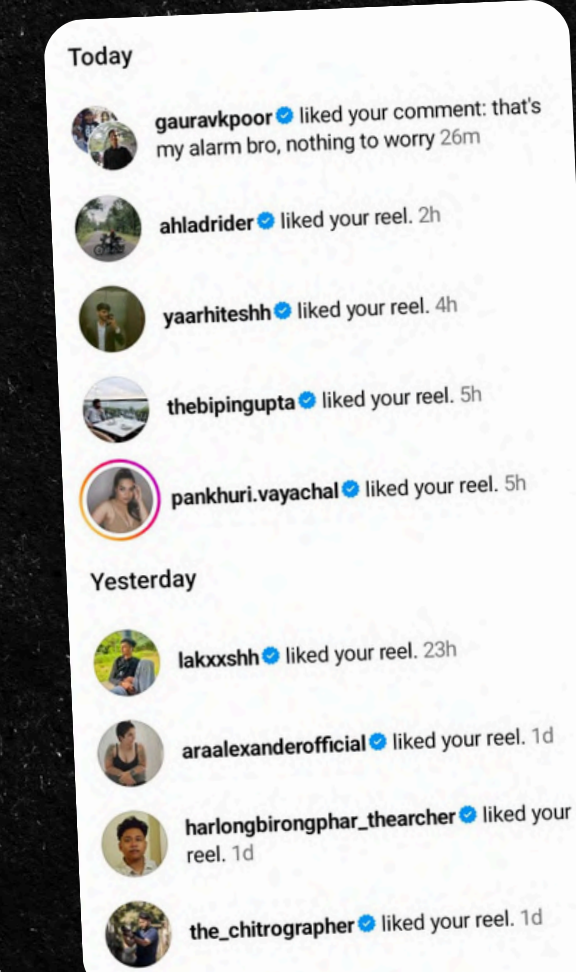 Today
gauravkpoor liked your comment: that's
my alarm bro, nothing to worry 26m
ahladrider liked your reel. 2h
yaarhiteshh liked your reel. 4h
thebipingupta liked your reel. 5h
pankhuri.vayachal liked your reel. 5h
Yesterday
lakxxshh liked your reel. 23h
araalexanderofficial liked your reel. 1d
harlongbirongphar_thearcher liked your
reel. 1d
the_chitrographer liked your reel. 1d